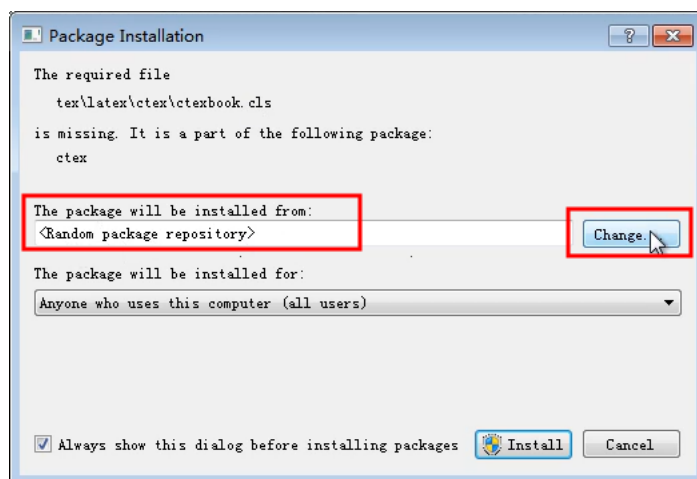 Package Installation
The required file
tex\latex\ctex\ctexbook.cls
is missing. It is a part of the following package:
ctex
The package will be installed from:
<Random package repository>
Change...
The package will be installed for:
Anyone who uses this computer (all users)
Always show this dialog before installing packages
Install
Cancel